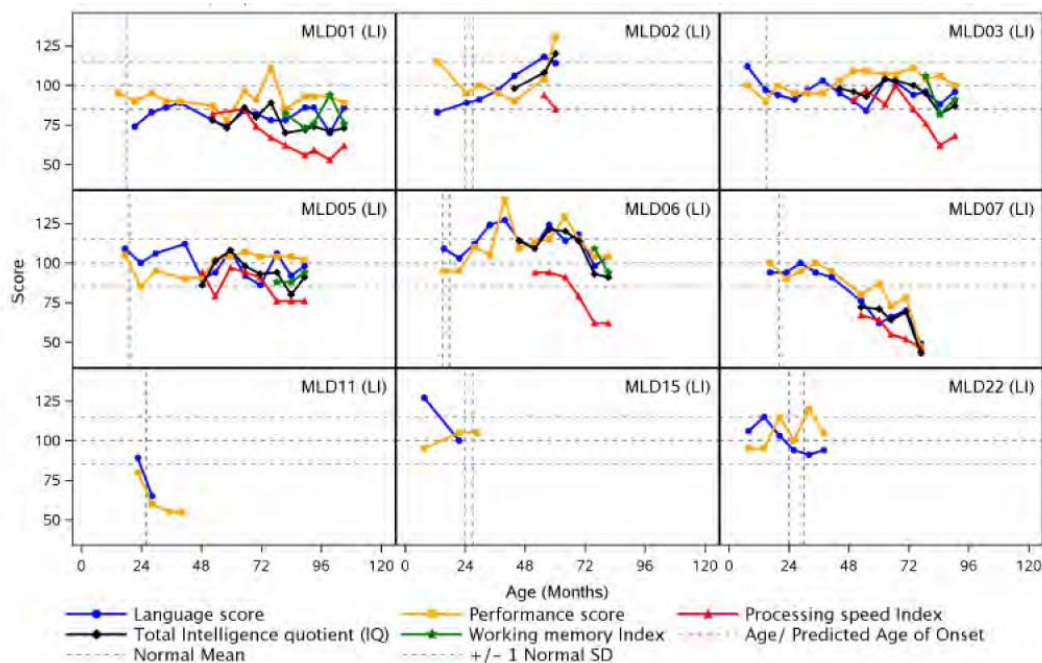 MLD01 (LI) MLD02 (LI) MLD03 (LI)
125
100
75
50
MLD05 (LI) MLD06 (LI) MLD07 (LI)
125
100
75
50
Score
MLD11 (LI) MLD15 (LI) MLD22 (LI)
125
100
75
50
0 24 48 72 96 120 0 24 48 72 96 120 0 24 48 72 96 120
Age (Months)
Language score Performance score Processing speed Index
Total Intelligence quotient (IQ) Working memory Index Age/ Predicted Age of Onset
Normal Mean +/- 1 Normal SD